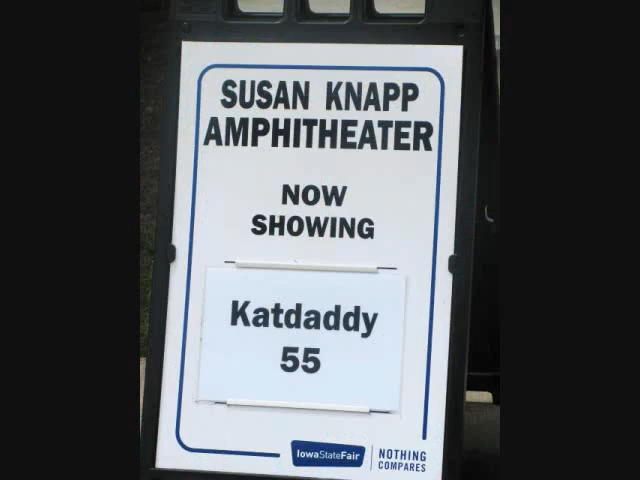 SUSAN KNAPP
AMPHITHEATER
NOW
SHOWING
Katdaddy
55
IowaStateFair
NOTHING
COMPARES